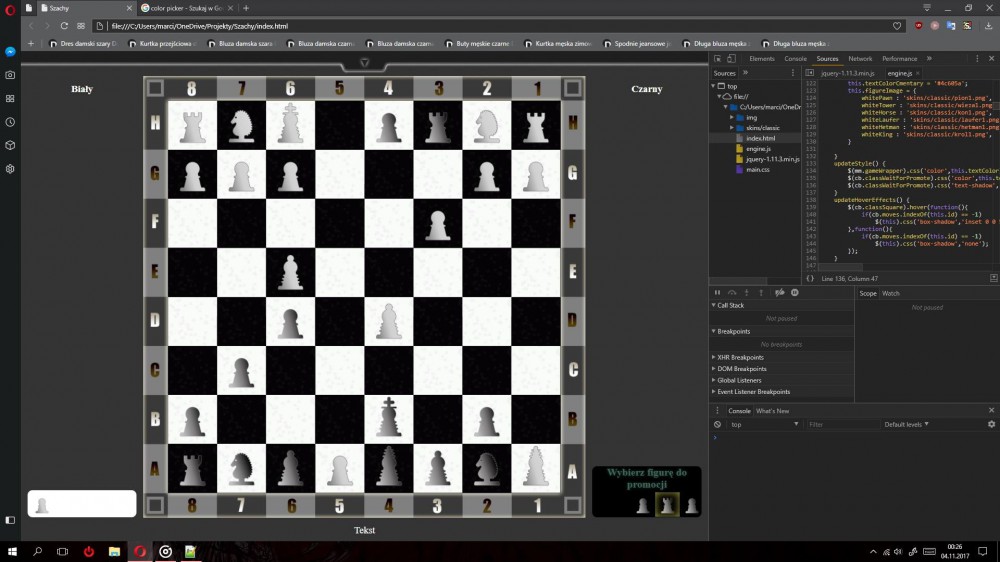 Szachy
color picker - Szukaj w Go
file:///C:/Users/marci/OneDrive/Projekty/Szachy/index.html
Dres damski szary D
Kurtka przejściowa
Bluza damska szara
Bluza damska czarn
Bluza damska czarn
Buty męskie czarne
Kurtka męska zimow
Spodnie jeansowe
Długa bluza męska
Długa bluza męska
Biały
Czarny
8 7 6 5 4 3 2 1
H H
G G
F F
E E
D D
C C
B B
A A
8 7 6 5 4 3 2 1
Wybierz figurę do
promocji
Tekst
Elements Console Sources Network Performance
Sources
jquery-1.11.3.min.js engine.js
top
file://
C:/Users/marci/OneDri
img
skins/classic
index.html
engine.js
jquery-1.11.3.min.js
main.css
122 this.textColorCmentary = '#4c605a';
123 this.figureImage = {
124 whitePawn : 'skins/classic/pion1.png',
125 whiteTower : 'skins/classic/wieza1.png
126 whiteHorse : 'skins/classic/kon1.png',
127 whiteLaufer : 'skins/classic/laufer1.png
128 whiteHetman : 'skins/classic/hetman1.png
129 whiteKing : 'skins/classic/krol1.png',
130 }
131
132 }
133 updeteStyle() {
134 $(mm.gameWrapper).css('color',this.textColor
135 $(cb.classWaitForPromote).css('color',this.t
136 $(cb.classWaitForPromote).css('text-shadow',
137 }
138 updateHoverEffects() {
139 $(cb.classSquare).hover(function(){
140 if(cb.moves.indexOf(this.id) == -1)
141 $(this).css('box-shadow','inset 0 0
142 },function(){
143 if(cb.moves.indexOf(this.id) == -1)
144 $(this).css('box-shadow','none');
145 });
146 }
147
{} Line 136, Column 47
Call Stack
Not paused
Breakpoints
No breakpoints
XHR Breakpoints
DOM Breakpoints
Global Listeners
Event Listener Breakpoints
Scope Watch
Not paused
Console What's New
top Filter Default levels
00:26
04.11.2017